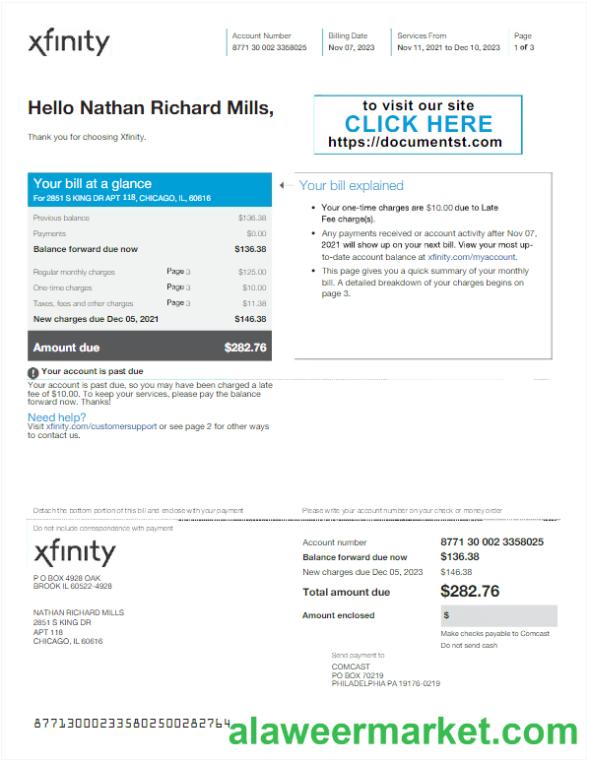 xfinity
Account Number
8771 30 002 3358025
Billing Date
Nov 07, 2023
Services From
Nov 11, 2021 to Dec 10, 2023
Page
1 of 3
Hello Nathan Richard Mills,
Thank you for choosing Xfinity.
to visit our site
CLICK HERE
https://documentst.com
Your bill at a glance
For 2851 S KING DR APT 118, CHICAGO, IL, 60616
Previous balance $136.38
Payments $0.00
Balance forward due now $136.38
Regular monthly charges Page 3 $125.00
One-time charges Page 3 $10.00
Taxes, fees and other charges Page 3 $11.38
New charges due Dec 05, 2021 $146.38
Amount due $282.76
Your bill explained
• Your one-time charges are $10.00 due to Late
Fee charge(s).
• Any payments received or account activity after Nov 07,
2021 will show up on your next bill. View your most up-
to-date account balance at xfinity.com/myaccount.
• This page gives you a quick summary of your monthly
bill. A detailed breakdown of your charges begins on
page 3.
! Your account is past due
Your account is past due, so you may have been charged a late
fee of $10.00. To keep your services, please pay the balance
forward now. Thanks!
Need help?
Visit xfinity.com/customersupport or see page 2 for other ways
to contact us.
Detach the bottom portion of this bill and enclose with your payment
Please write your account number on your check or money order
Do not include correspondence with payment
xfinity
P O BOX 4928 OAK
BROOK IL 60522-4928
NATHAN RICHARD MILLS
2851 S KING DR
APT 118
CHICAGO, IL 60616
Account number 8771 30 002 3358025
Balance forward due now $136.38
New charges due Dec 05, 2023 $146.38
Total amount due $282.76
Amount enclosed $
Make checks payable to Comcast
Do not send cash
Send payment to
COMCAST
PO BOX 70219
PHILADELPHIA PA 19176-0219
877130002335802500282764
alaweermarket.com